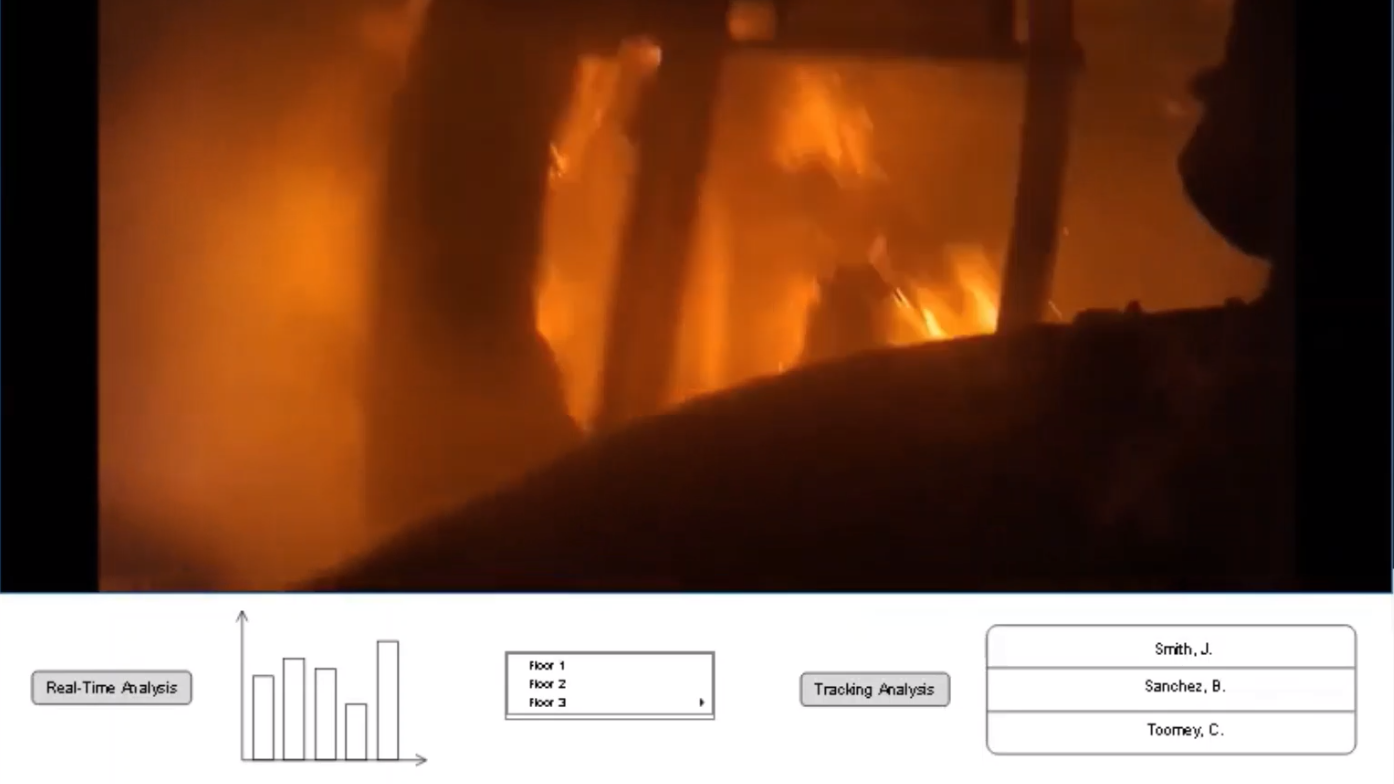 Real-Time Analysis
Floor 1
Floor 2
Floor 3
Tracking Analysis
Smith, J.
Sanchez, B.
Toomey, C.